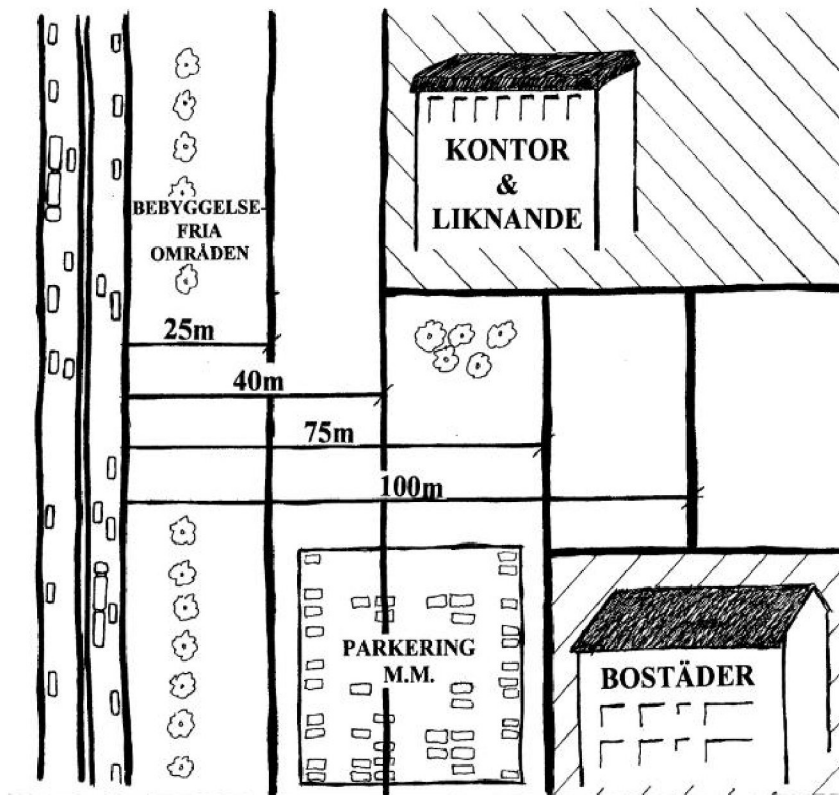 KONTOR
&
LIKNANDE
BEBYGGELSE-
FRIA
OMRÅDEN
25m
40m
75m
100m
PARKERING
M.M.
BOSTÄDER